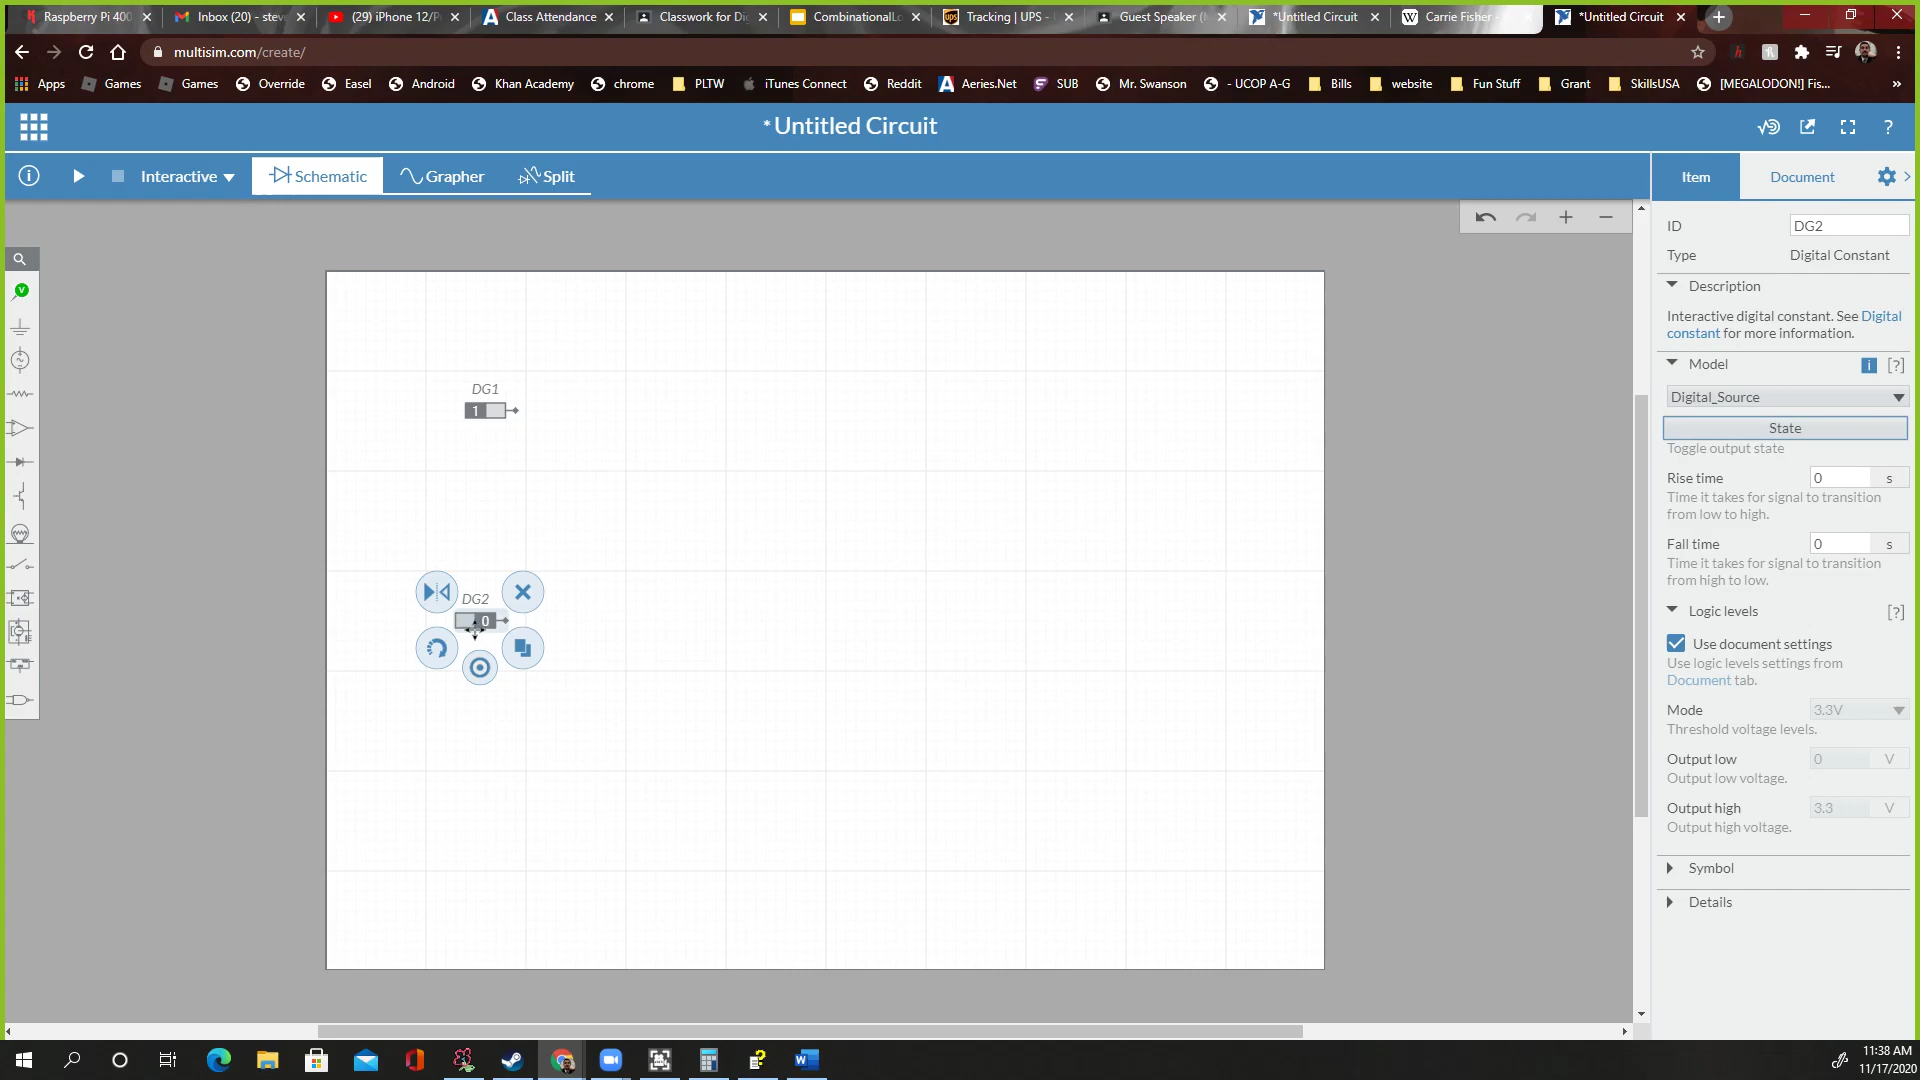 Raspberry Pi 400
Inbox (20) - steve
(29) iPhone 12/P
Class Attendance
Classwork for Di
CombinationalLo
Tracking | UPS -
Guest Speaker (
*Untitled Circuit
Carrie Fisher -
*Untitled Circuit
multisim.com/create/
Apps
Games
Games
Override
Easel
Android
Khan Academy
chrome
PLTW
iTunes Connect
Reddit
Aeries.Net
SUB
Mr. Swanson
- UCOP A-G
Bills
website
Fun Stuff
Grant
SkillsUSA
[MEGALODON!] Fis...
»
*Untitled Circuit
?
Interactive
Schematic
Grapher
Split
Item
Document
ID
DG2
Type
Digital Constant
Description
Interactive digital constant. See Digital
constant for more information.
Model
i
[?]
Digital_Source
State
Toggle output state
Rise time
0
s
Time it takes for signal to transition
from low to high.
Fall time
0
s
Time it takes for signal to transition
from high to low.
Logic levels
[?]
Use document settings
Use logic levels settings from
Document tab.
Mode
3.3V
Threshold voltage levels.
Output low
0
V
Output low voltage.
Output high
3.3
V
Output high voltage.
Symbol
Details
V
DG1
1
DG2
0
11:38 AM
11/17/2020